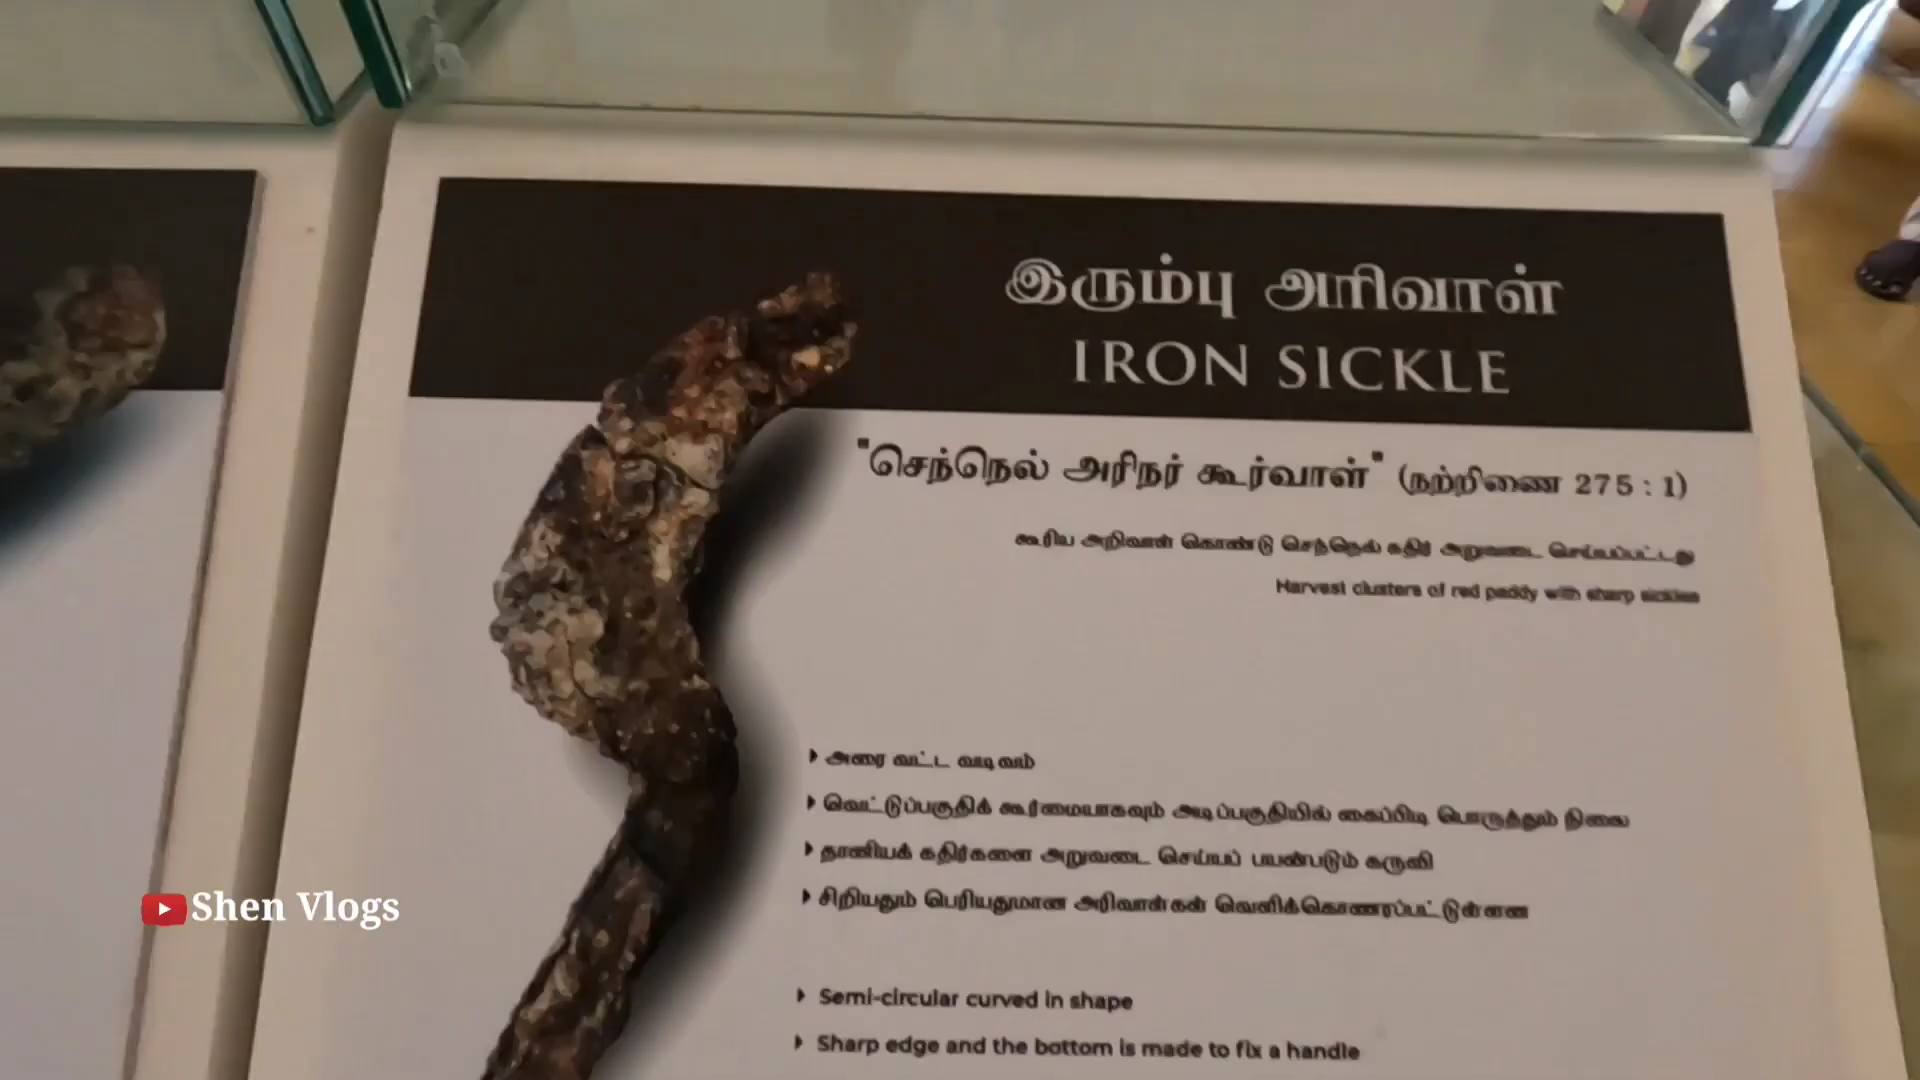 இரும்பு அரிவாள்
IRON SICKLE
"செந்நெல் அரிநர் கூர்வாள்" (நற்றிணை 275 : 1)
கூரிய அறிவாள் கொண்டு செந்நெல் கதிர் அறுவடை செய்யப்பட்டது
Harvest clusters of red paddy with sharp sickles
அரை வட்ட வடிவம்
வெட்டுப்பகுதிக் கூர்மையாகவும் அடிப்பகுதியில் கைப்பிடி பொருத்தும் நிலை
தானியக் கதிர்களை அறுவடை செய்யப் பயன்படும் கருவி
சிறியதும் பெரியதுமான அரிவாள்கள் வெளிக்கொணரப்பட்டுள்ளன
Semi-circular curved in shape
Sharp edge and the bottom is made to fix a handle
Shen Vlogs